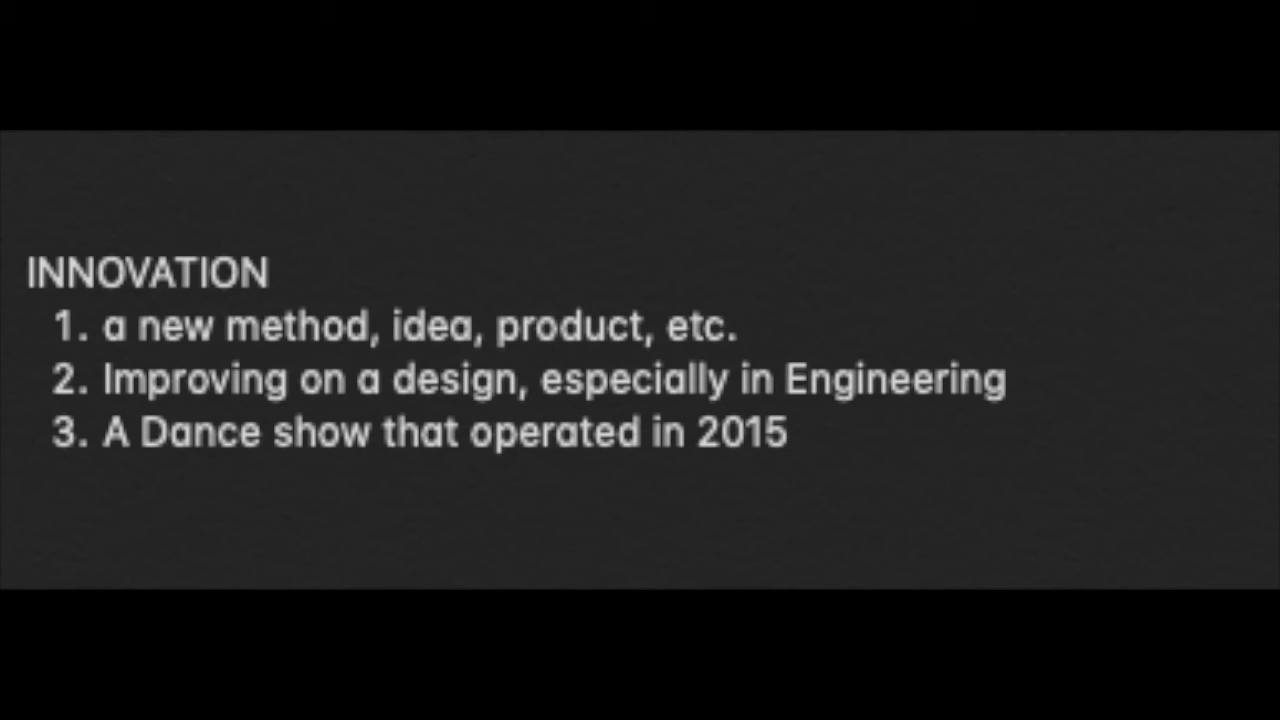 INNOVATION
1. a new method, idea, product, etc.
2. Improving on a design, especially in Engineering
3. A Dance show that operated in 2015